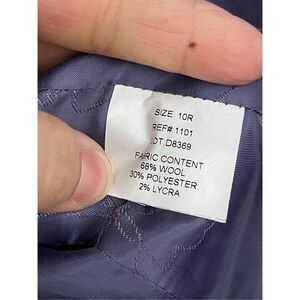 SIZE 10R
REF# 1101
LOT:D8369
FABRIC CONTENT
68% WOOL
30% POLYESTER
2% LYCRA